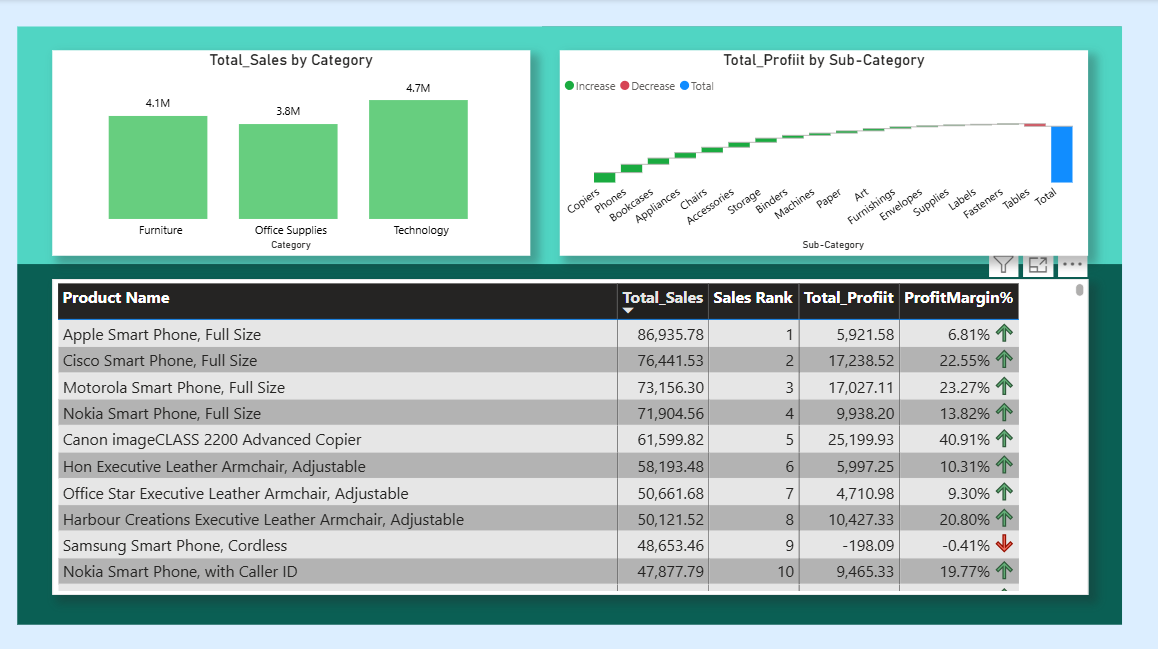 Total_Sales by Category
4.1M
3.8M
4.7M
Furniture
Office Supplies
Technology
Category
Total_Profiit by Sub-Category
Increase Decrease Total
Copiers
Phones
Bookcases
Appliances
Chairs
Accessories
Storage
Binders
Machines
Paper
Art
Furnishings
Envelopes
Supplies
Labels
Fasteners
Tables
Total
Sub-Category
Product Name Total_Sales Sales Rank Total_Profiit ProfitMargin%
Apple Smart Phone, Full Size 86,935.78 1 5,921.58 6.81%
Cisco Smart Phone, Full Size 76,441.53 2 17,238.52 22.55%
Motorola Smart Phone, Full Size 73,156.30 3 17,027.11 23.27%
Nokia Smart Phone, Full Size 71,904.56 4 9,938.20 13.82%
Canon imageCLASS 2200 Advanced Copier 61,599.82 5 25,199.93 40.91%
Hon Executive Leather Armchair, Adjustable 58,193.48 6 5,997.25 10.31%
Office Star Executive Leather Armchair, Adjustable 50,661.68 7 4,710.98 9.30%
Harbour Creations Executive Leather Armchair, Adjustable 50,121.52 8 10,427.33 20.80%
Samsung Smart Phone, Cordless 48,653.46 9 -198.09 -0.41%
Nokia Smart Phone, with Caller ID 47,877.79 10 9,465.33 19.77%